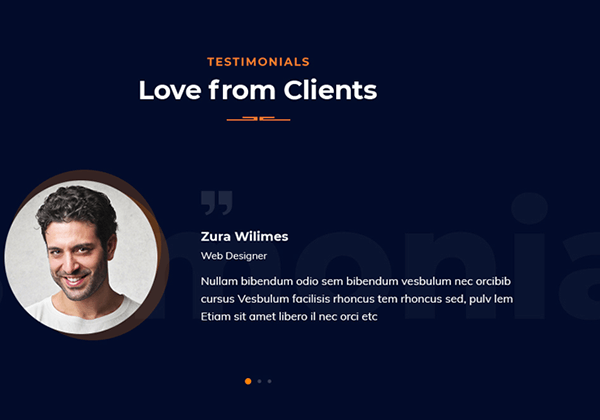 TESTIMONIALS
Love from Clients
Zura Wilimes
Web Designer
Nullam bibendum odio sem bibendum vesbulum nec orcibib
cursus Vesbulum facilisis rhoncus tem rhoncus sed, pulv lem
Etiam sit amet libero il nec orci etc